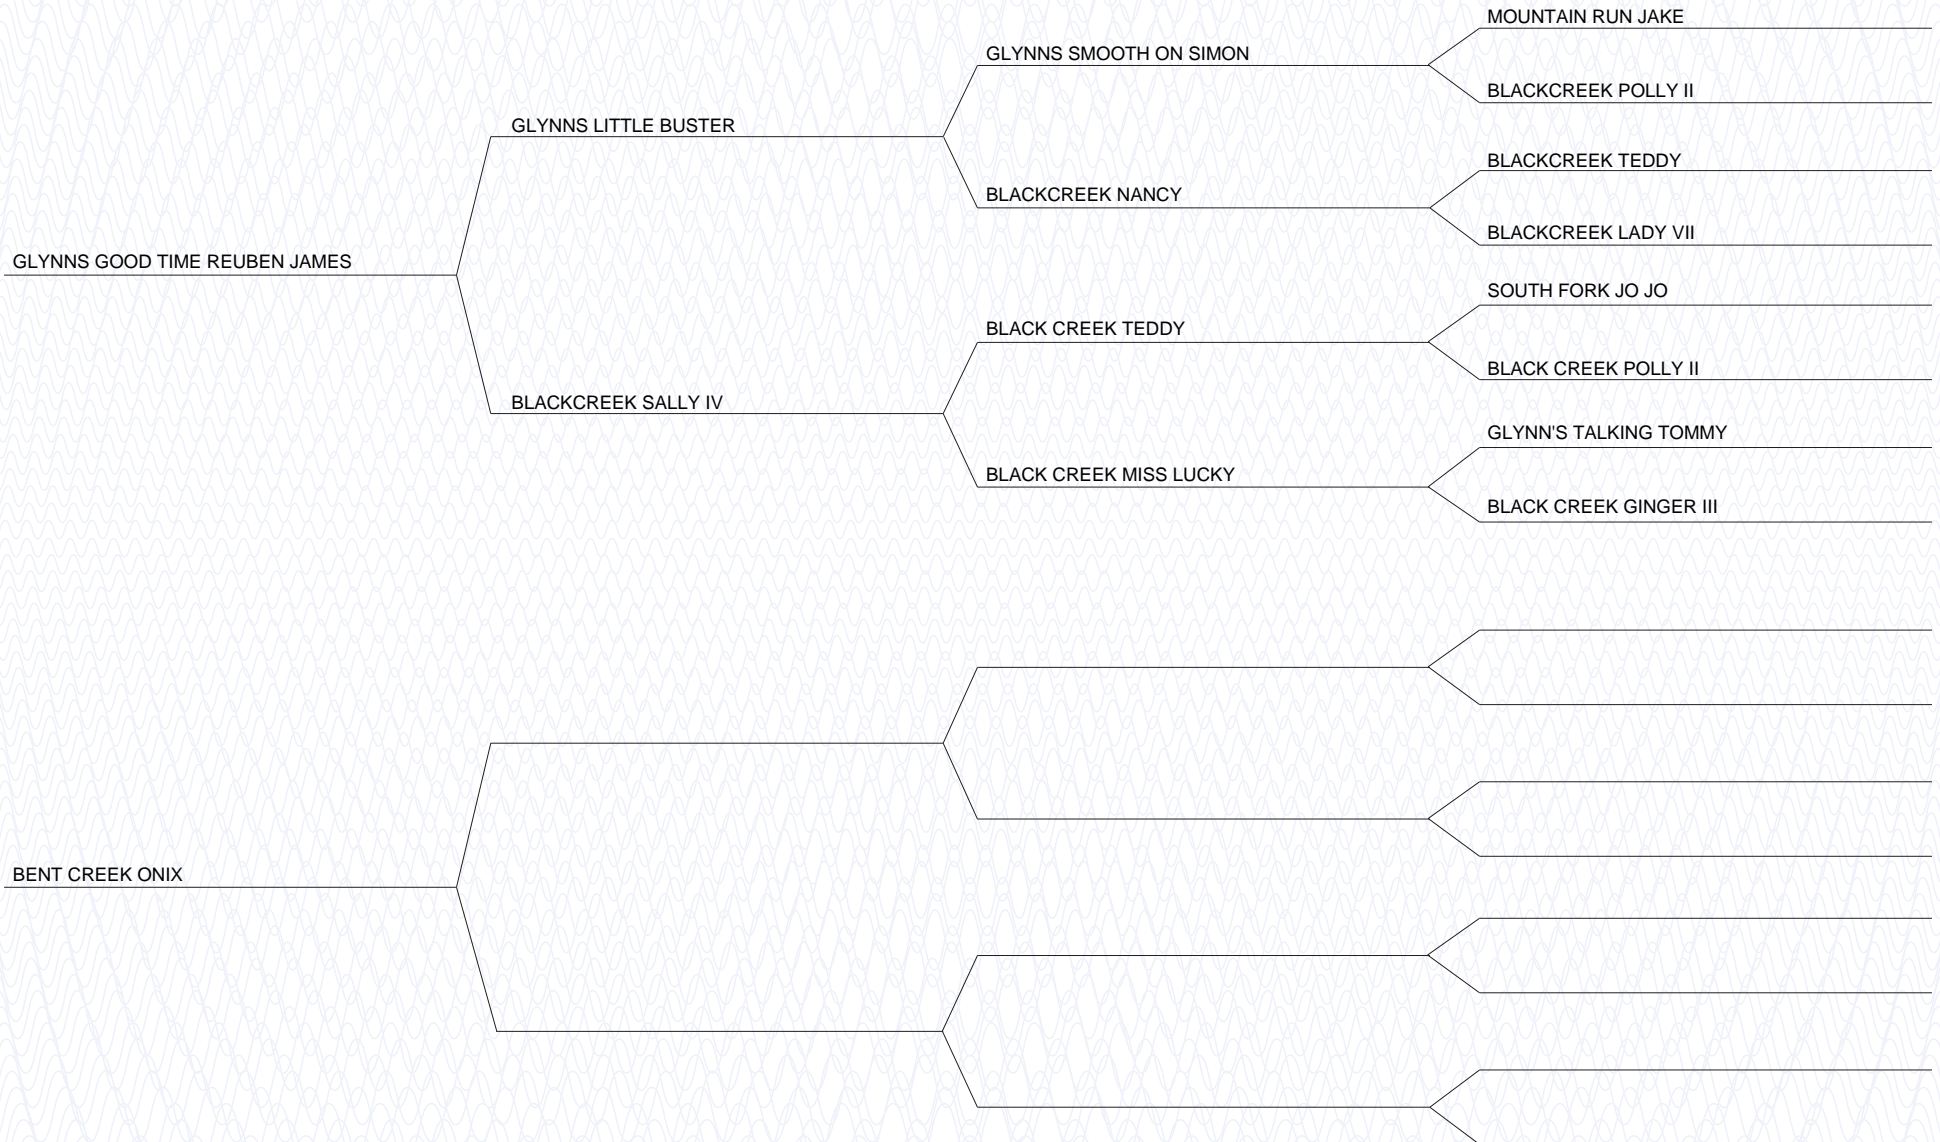 MOUNTAIN RUN JAKE
GLYNNS SMOOTH ON SIMON
BLACKCREEK POLLY II
GLYNNS LITTLE BUSTER
BLACKCREEK TEDDY
BLACKCREEK NANCY
BLACKCREEK LADY VII
GLYNNS GOOD TIME REUBEN JAMES
SOUTH FORK JO JO
BLACK CREEK TEDDY
BLACK CREEK POLLY II
BLACKCREEK SALLY IV
GLYNN'S TALKING TOMMY
BLACK CREEK MISS LUCKY
BLACK CREEK GINGER III
BENT CREEK ONIX